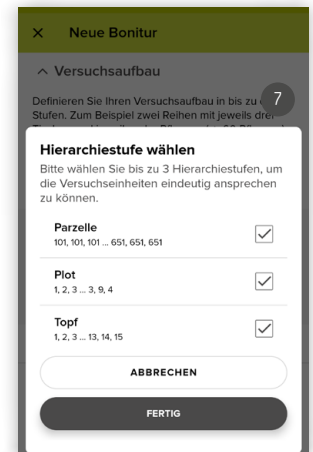 × Neue Bonitur
Versuchsaufbau
Definieren Sie Ihren Versuchsaufbau in bis zu
7
Stufen. Zum Beispiel zwei Reihen mit jeweils drei
Hierarchiestufe wählen
Bitte wählen Sie bis zu 3 Hierarchiestufen, um
die Versuchseinheiten eindeutig ansprechen
zu können.
Parzelle
101, 101, 101 ... 651, 651, 651
Plot
1, 2, 3 ... 3, 9, 4
Topf
1, 2, 3 ... 13, 14, 15
ABBRECHEN
FERTIG